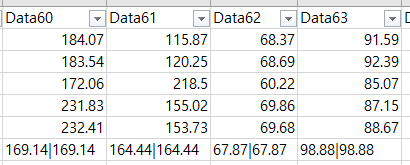 Data60 Data61 Data62 Data63
184.07 115.87 68.37 91.59
183.54 120.25 68.69 92.39
172.06 218.5 60.22 85.07
231.83 155.02 69.86 87.15
232.41 153.73 69.68 88.67
169.14|169.14 164.44|164.44 67.87|67.87 98.88|98.88